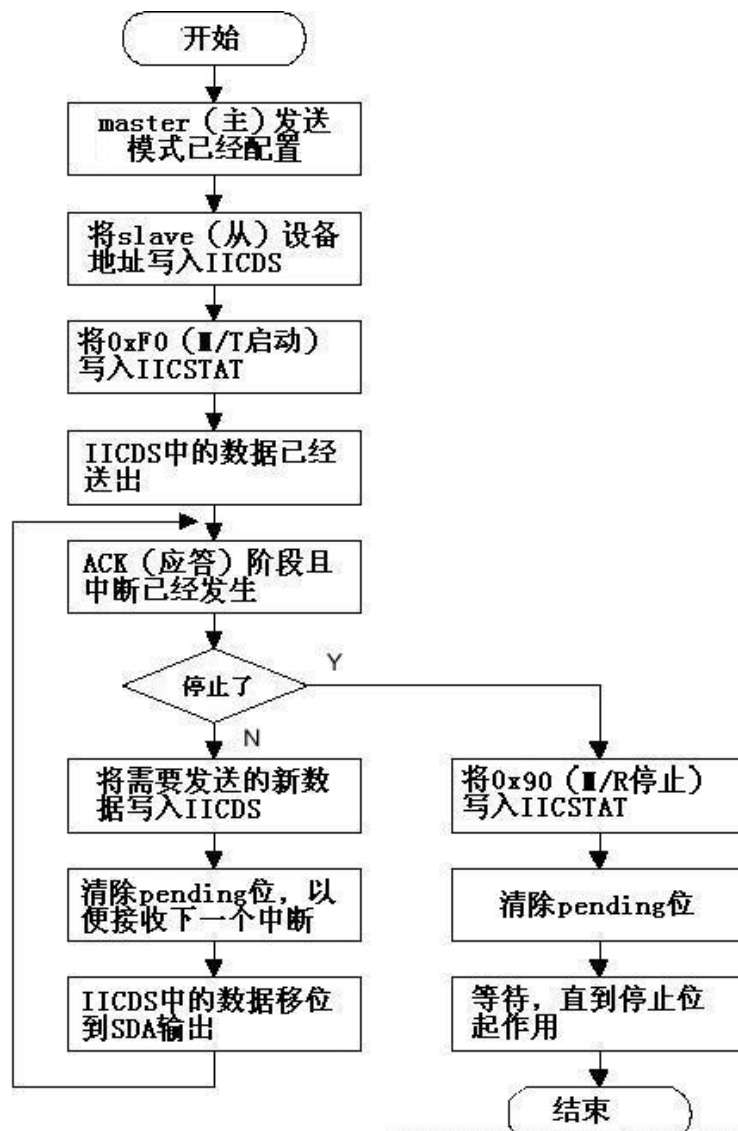 开始
master（主）发送
模式已经配置
将slave（从）设备
地址写入IICDS
将0xF0（M/T启动）
写入IICSTAT
IICDS中的数据已经
送出
ACK（应答）阶段且
中断已经发生
停止了
Y
N
将需要发送的新数
据写入IICDS
清除pending位，以
便接收下一个中断
IICDS中的数据移位
到SDA输出
将0x90（M/R停止）
写入IICSTAT
清除pending位
等待，直到停止位
起作用
结束